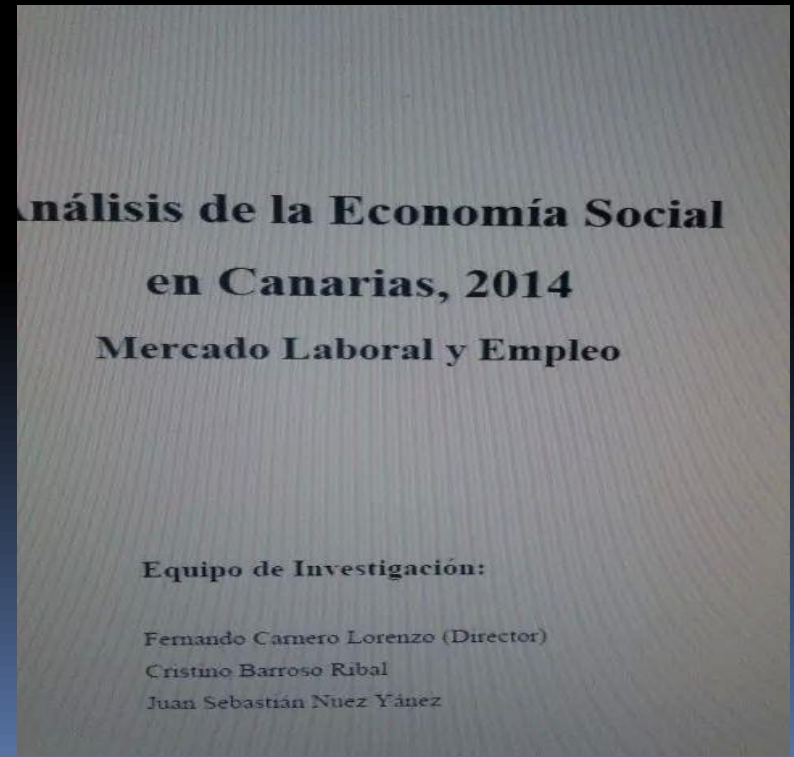 nálisis de la Economía Social
en Canarias, 2014
Mercado Laboral y Empleo
Equipo de Investigación:
Fernando Carnero Lorenzo (Director)
Cristino Barroso Ribal
Juan Sebastián Nuez Yánez